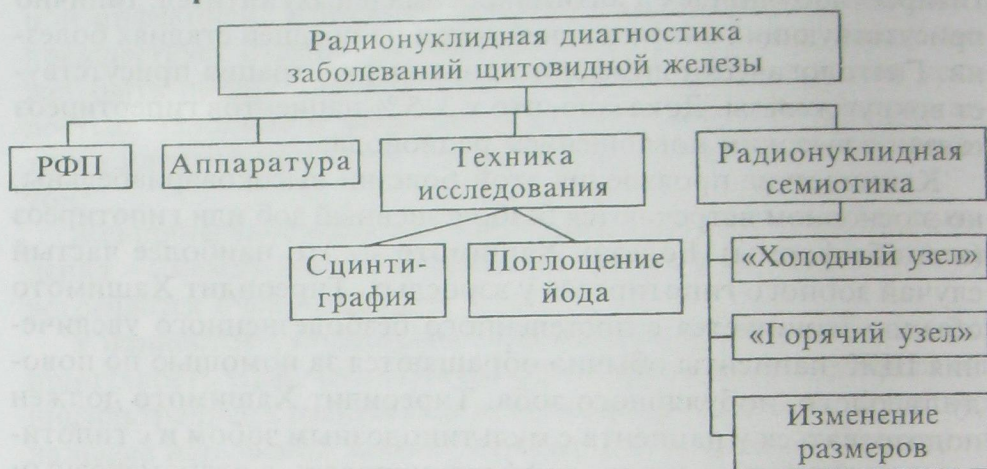 Радионуклидная диагностика
заболеваний щитовидной железы
РФП
Аппаратура
Техника
исследования
Радионуклидная
семиотика
Сцинти-
графия
Поглощение
йода
«Холодный узел»
«Горячий узел»
Изменение
размеров